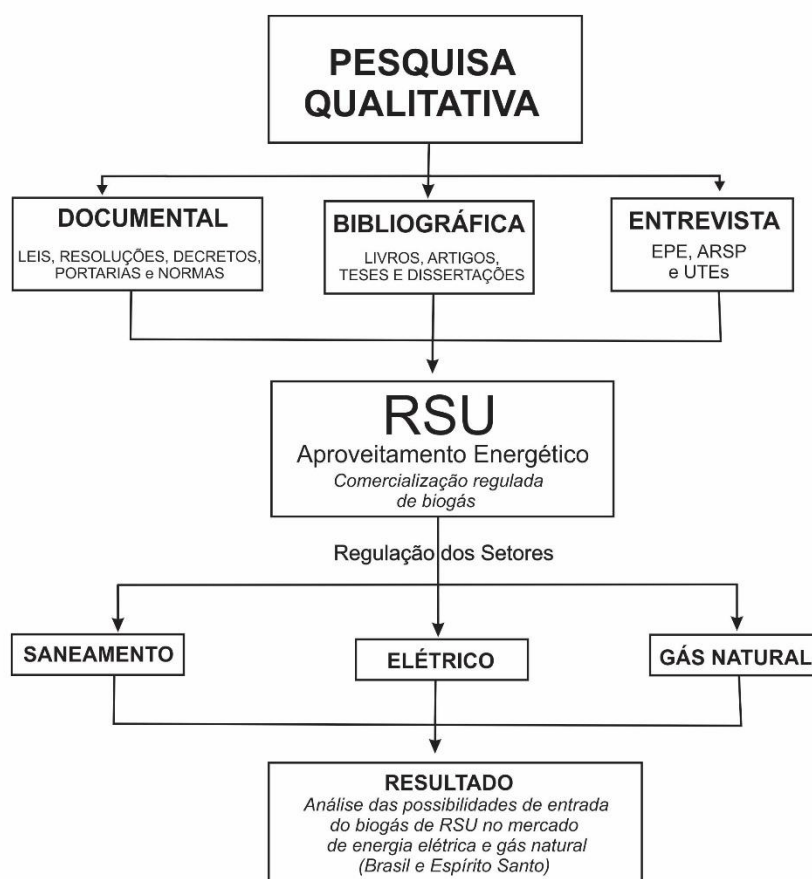 PESQUISA
QUALITATIVA
DOCUMENTAL
LEIS, RESOLUÇÕES, DECRETOS,
PORTARIAS e NORMAS
BIBLIOGRÁFICA
LIVROS, ARTIGOS,
TESES E DISSERTAÇÕES
ENTREVISTA
EPE, ARSP
e UTEs
RSU
Aproveitamento Energético
Comercialização regulada
de biogás
Regulação dos Setores
SANEAMENTO
ELÉTRICO
GÁS NATURAL
RESULTADO
Análise das possibilidades de entrada
do biogás de RSU no mercado
de energia elétrica e gás natural
(Brasil e Espírito Santo)